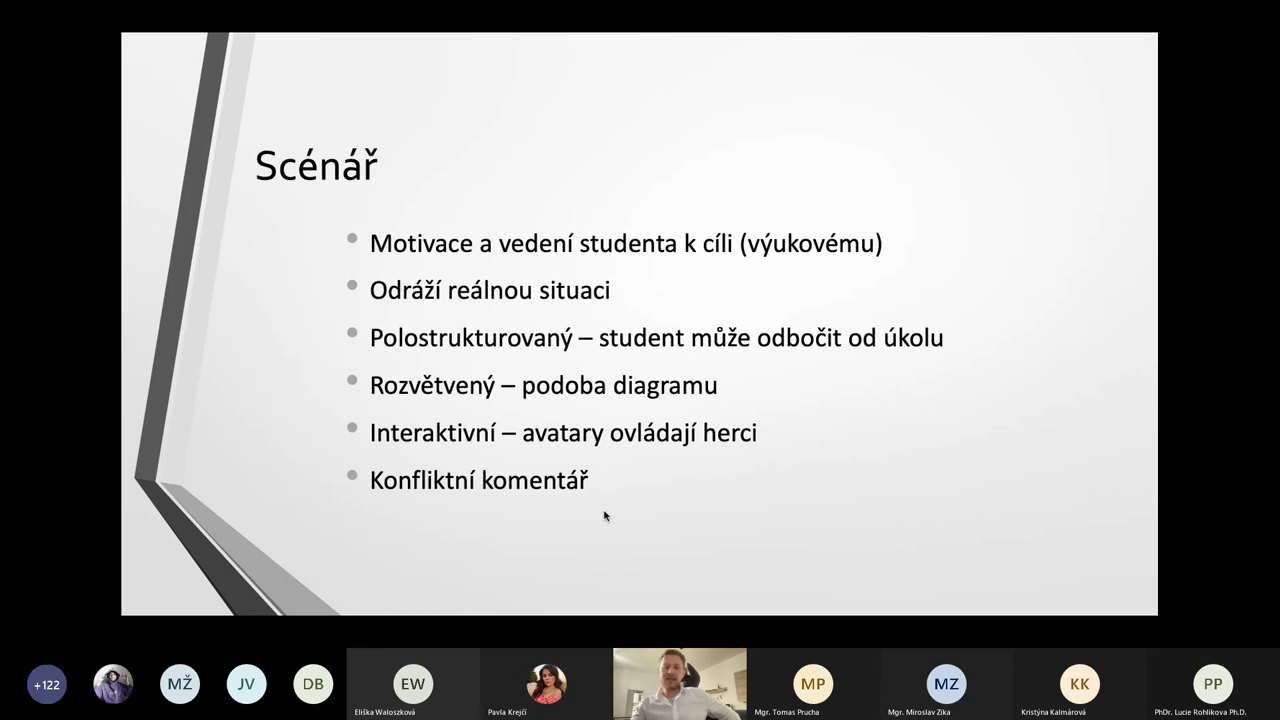 Scénář
Motivace a vedení studenta k cíli (výukovému)
Odráží reálnou situaci
Polostrukturovaný – student může odbočit od úkolu
Rozvětvený – podoba diagramu
Interaktivní – avatary ovládají herci
Konfliktní komentář
+122
MŽ
JV
DB
EW
MP
MZ
KK
PP
Eliška Waloszková
Pavla Krejčí
Mgr. Tomas Prucha
Mgr. Miroslav Zika
Kristýna Kalmárová
PhDr. Lucie Rohlikova Ph.D.